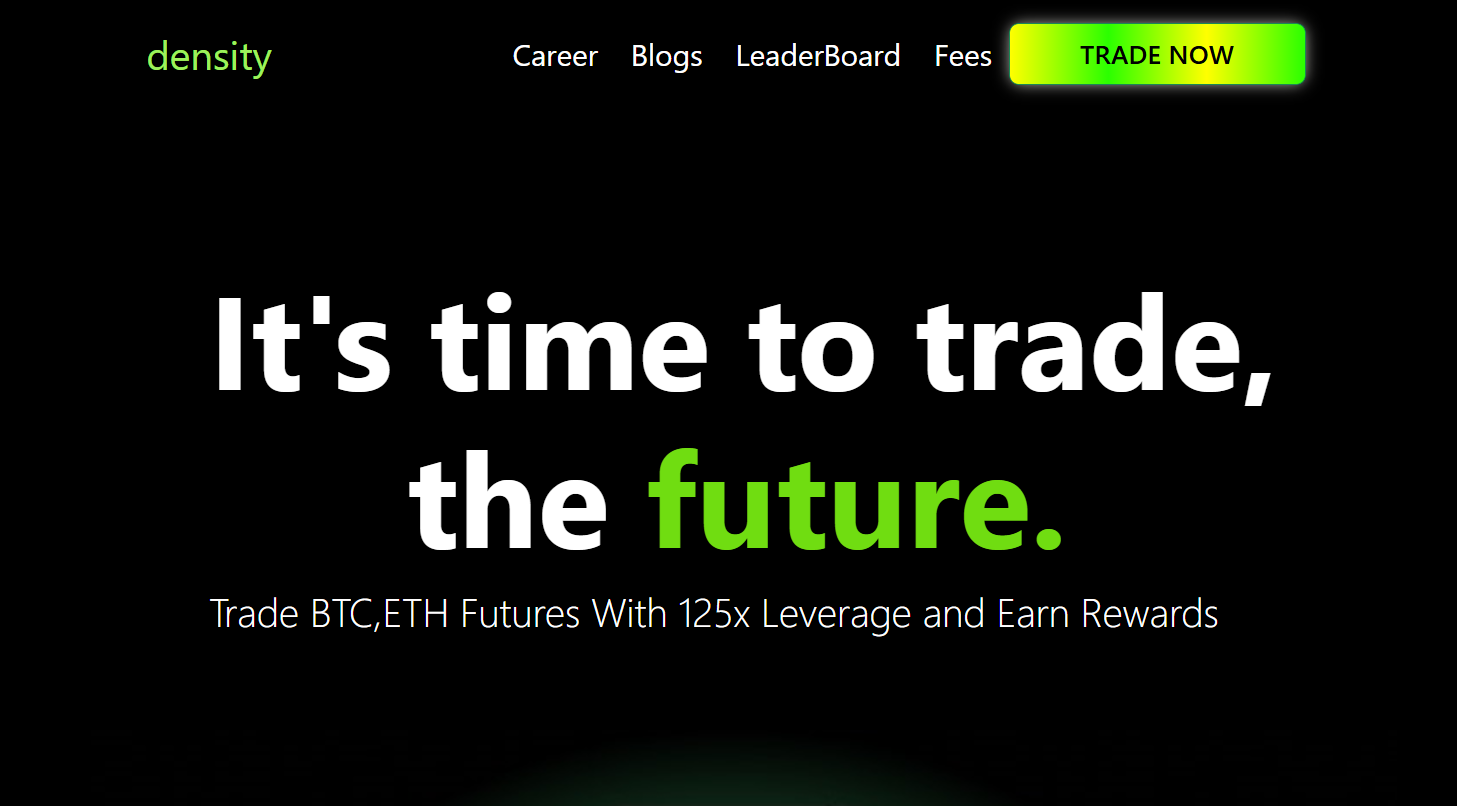 density
Career Blogs LeaderBoard Fees TRADE NOW
It's time to trade,
the future.
Trade BTC,ETH Futures With 125x Leverage and Earn Rewards